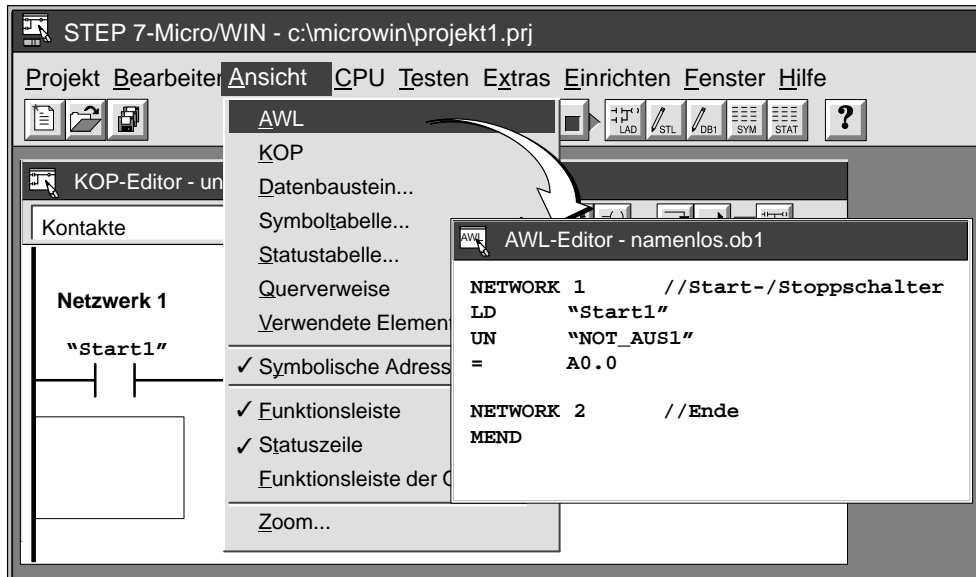 STEP 7-Micro/WIN - c:\microwin\projekt1.prj
Projekt Bearbeiten Ansicht CPU Testen Extras Einrichten Fenster Hilfe
LAD STL DB1 SYM STAT ?
AWL
KOP
Datenbaustein...
Symboltabelle...
Statustabelle...
Querverweise
Verwendete Element
✓ Symbolische Adress
✓ Funktionsleiste
✓ Statuszeile
Funktionsleiste der
Zoom...
KOP-Editor - un
Kontakte
Netzwerk 1
“Start1”
AWL AWL-Editor - namenlos.ob1
NETWORK 1 //Start-/Stoppschalter
LD “Start1”
UN “NOT_AUS1”
= A0.0
NETWORK 2 //Ende
MEND